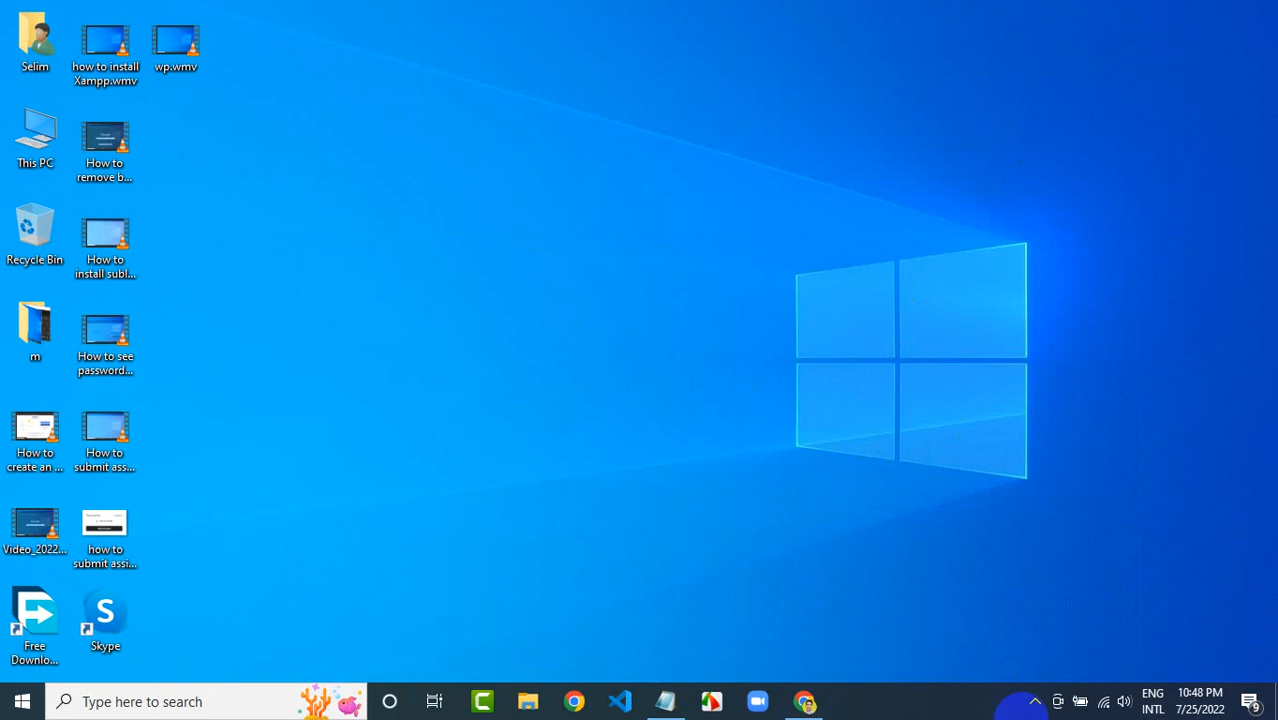 Selim
how to install
Xampp.wmv
wp.wmv
This PC
How to
remove b...
Recycle Bin
How to
install subl...
m
How to see
password...
How to
create an ...
How to
submit ass...
Video_2022...
how to
submit assi...
Free
Downlo...
S
Skype
Type here to search
ENG
INTL
10:48 PM
7/25/2022
9